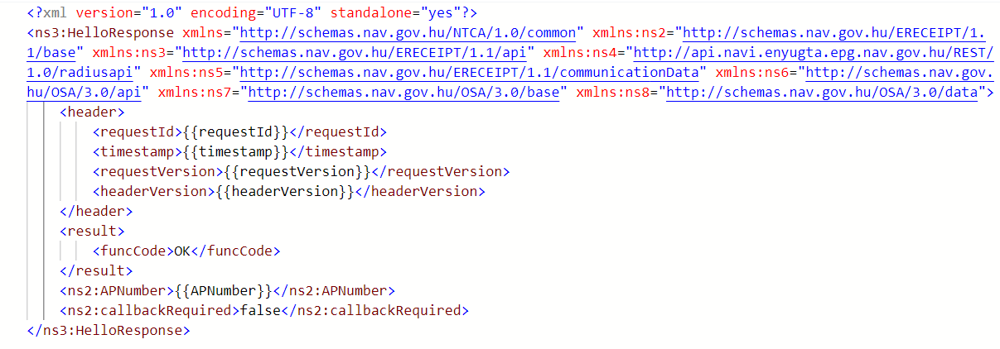 <?xml version="1.0" encoding="UTF-8" standalone="yes"?>
<ns3:HelloResponse xmlns="http://schemas.nav.gov.hu/NTCA/1.0/common" xmlns:ns2="http://schemas.nav.gov.hu/ERECEIPT/1.
1/base" xmlns:ns3="http://schemas.nav.gov.hu/ERECEIPT/1.1/api" xmlns:ns4="http://api.navi.enyugta.epg.nav.gov.hu/REST/
1.0/radiusapi" xmlns:ns5="http://schemas.nav.gov.hu/ERECEIPT/1.1/communicationData" xmlns:ns6="http://schemas.nav.gov.
hu/OSA/3.0/api" xmlns:ns7="http://schemas.nav.gov.hu/OSA/3.0/base" xmlns:ns8="http://schemas.nav.gov.hu/OSA/3.0/data">
    <header>
        <requestId>{{requestId}}</requestId>
        <timestamp>{{timestamp}}</timestamp>
        <requestVersion>{{requestVersion}}</requestVersion>
        <headerVersion>{{headerVersion}}</headerVersion>
    </header>
    <result>
        <funcCode>OK</funcCode>
    </result>
    <ns2:APNumber>{{APNumber}}</ns2:APNumber>
    <ns2:callbackRequired>false</ns2:callbackRequired>
</ns3:HelloResponse>